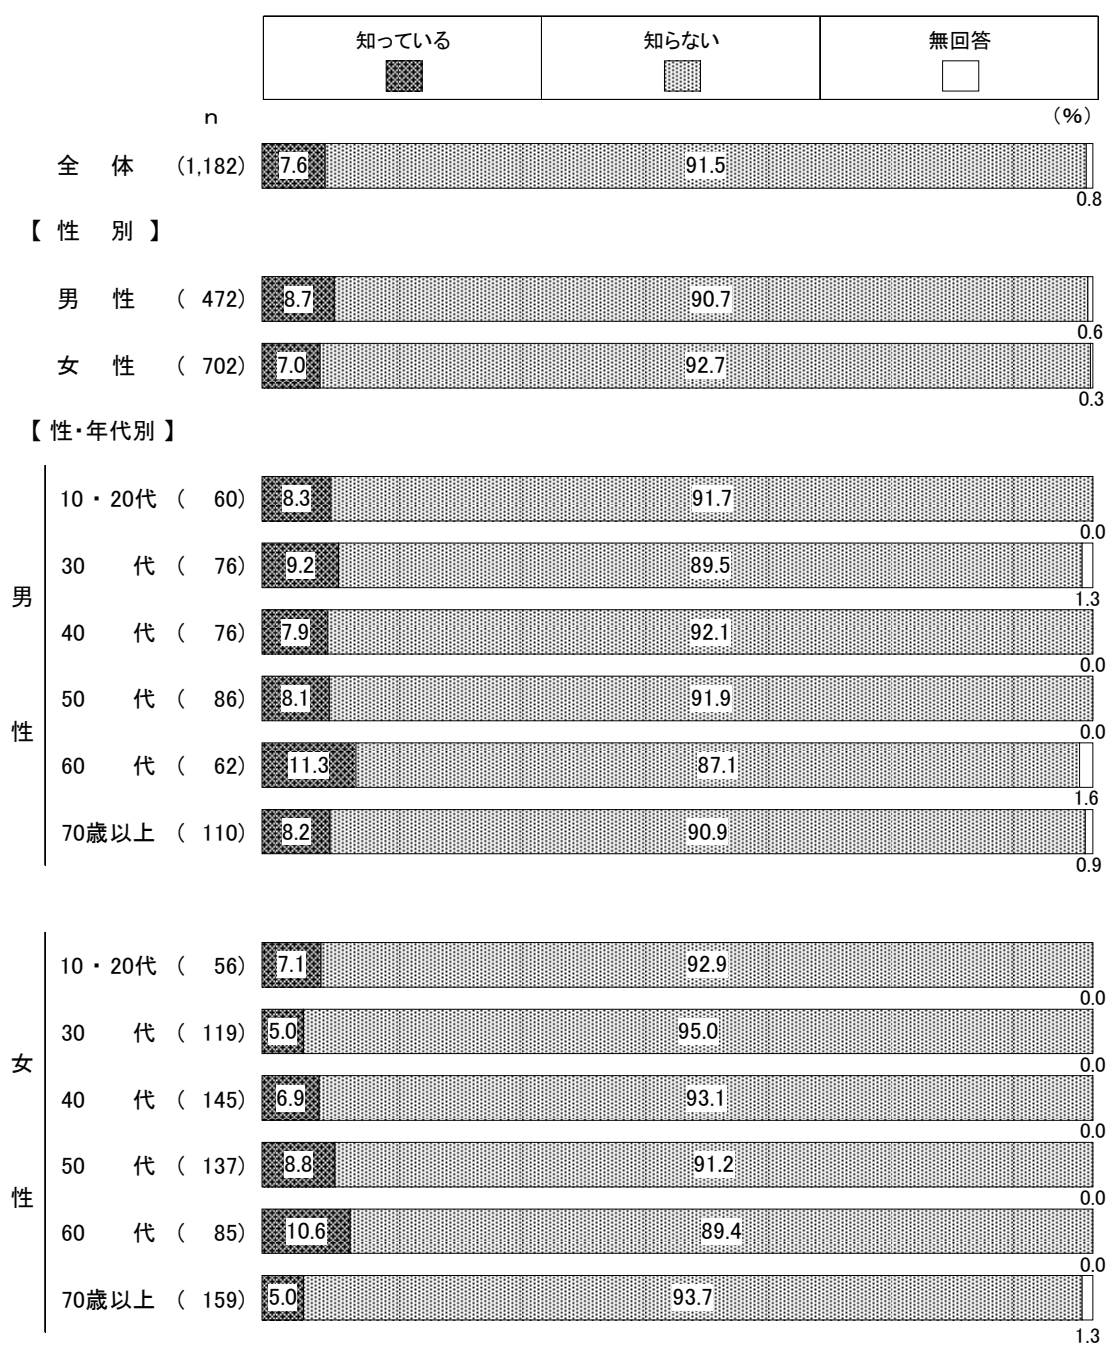 知っている 知らない 無回答
n (%)
全 体 (1,182) 7.6 91.5 0.8
【 性 別 】
男 性 ( 472) 8.7 90.7 0.6
女 性 ( 702) 7.0 92.7 0.3
【 性・年代別 】
男性
10・20代 ( 60) 8.3 91.7 0.0
30 代 ( 76) 9.2 89.5 1.3
40 代 ( 76) 7.9 92.1 0.0
50 代 ( 86) 8.1 91.9 0.0
60 代 ( 62) 11.3 87.1 1.6
70歳以上 ( 110) 8.2 90.9 0.9
女性
10・20代 ( 56) 7.1 92.9 0.0
30 代 ( 119) 5.0 95.0 0.0
40 代 ( 145) 6.9 93.1 0.0
50 代 ( 137) 8.8 91.2 0.0
60 代 ( 85) 10.6 89.4 0.0
70歳以上 ( 159) 5.0 93.7 1.3